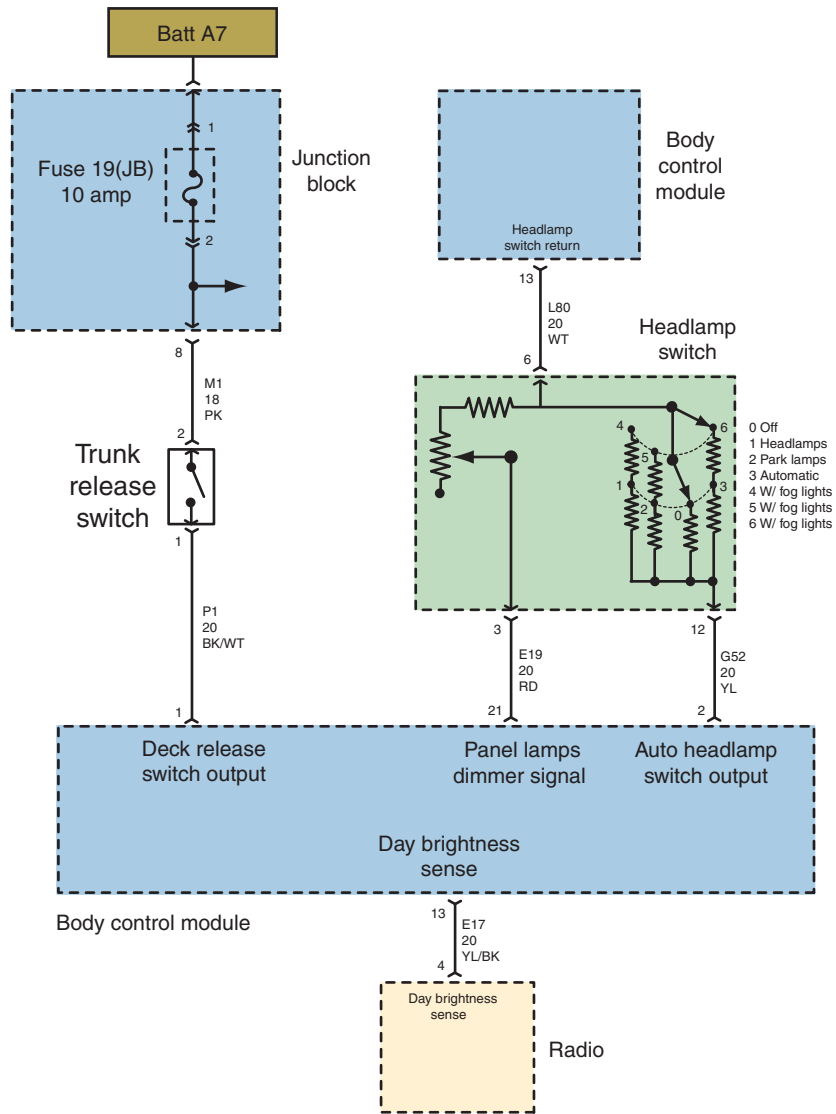 Batt A7
1
Fuse 19(JB)
10 amp
2
Junction
block
8
M1
18
PK
2
Trunk
release
switch
1
P1
20
BK/WT
1
Body
control
module
Headlamp
switch return
13
L80
20
WT
6
Headlamp
switch
4
5
6
1
2
0
3
0 Off
1 Headlamps
2 Park lamps
3 Automatic
4 W/ fog lights
5 W/ fog lights
6 W/ fog lights
3
E19
20
RD
21
12
G52
20
YL
2
Deck release
switch output
Panel lamps
dimmer signal
Auto headlamp
switch output
Day brightness
sense
Body control module
13
E17
20
YL/BK
4
Day brightness
sense
Radio